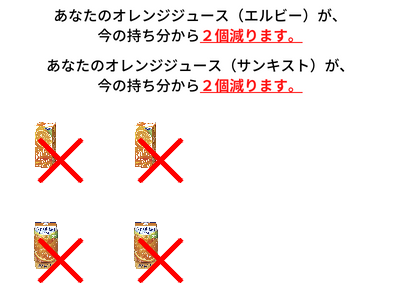 あなたのオレンジジュース（エルビー）が、
今の持ち分から２個減ります。
あなたのオレンジジュース（サンキスト）が、
今の持ち分から２個減ります。